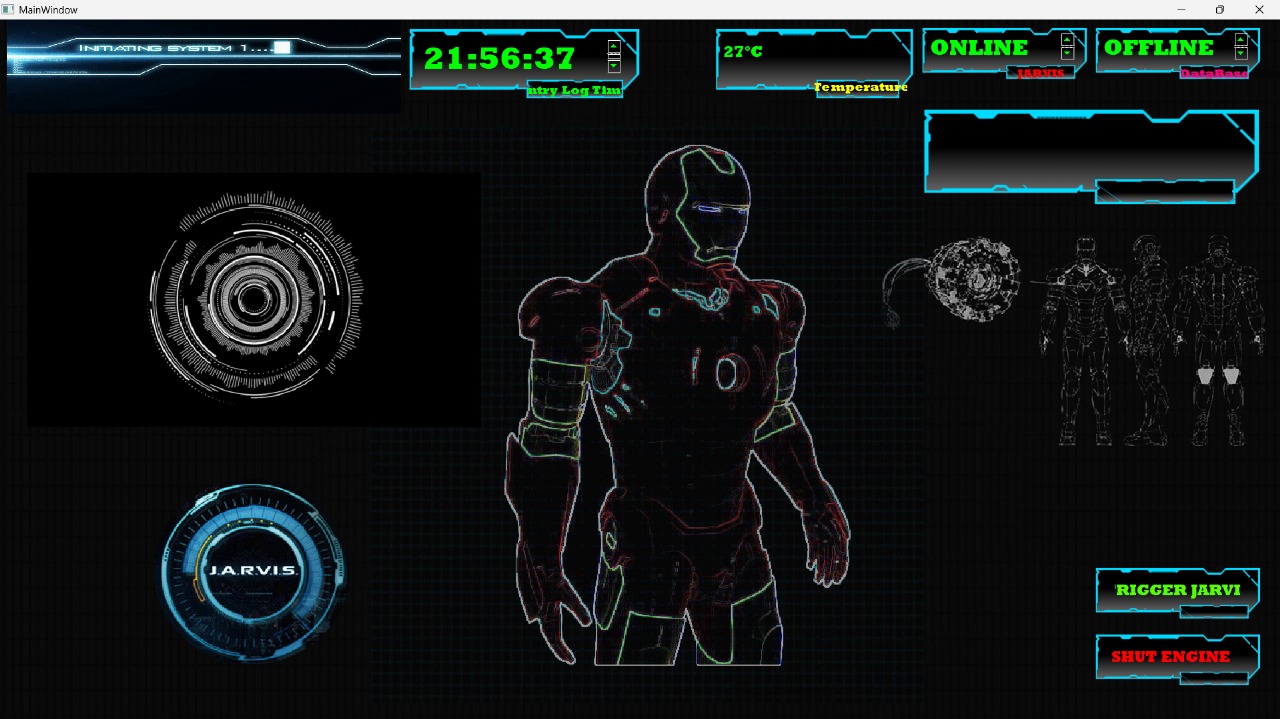 MainWindow
INITIATING SYSTEM 1....
21:56:37
ntry Log Tim
27°C
Temperature
ONLINE
JARVIS
OFFLINE
DataBase
J.A.R.V.I.S.
RIGGER JARVI
SHUT ENGINE